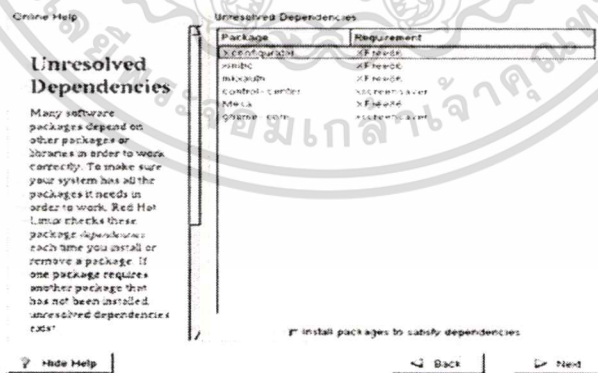 Online Help
Unresolved
Dependencies
Many software
packages depend on
other packages or
libraries in order to work
correctly. To make sure
your system has all the
packages it needs in
order to work, Red Hat
Linux checks these
package dependencies
each time you install or
remove a package. If
one package requires
another package that
has not been installed
unresolved dependencies
exist
Unresolved Dependencies
Package Requirement
Xconfigurator XFree86
XFree86
mkxauth XFree86
control-center xscreensaver
Mesa XFree86
gnome-core xscreensaver
Install packages to satisfy dependencies
Hide Help
Back
Next